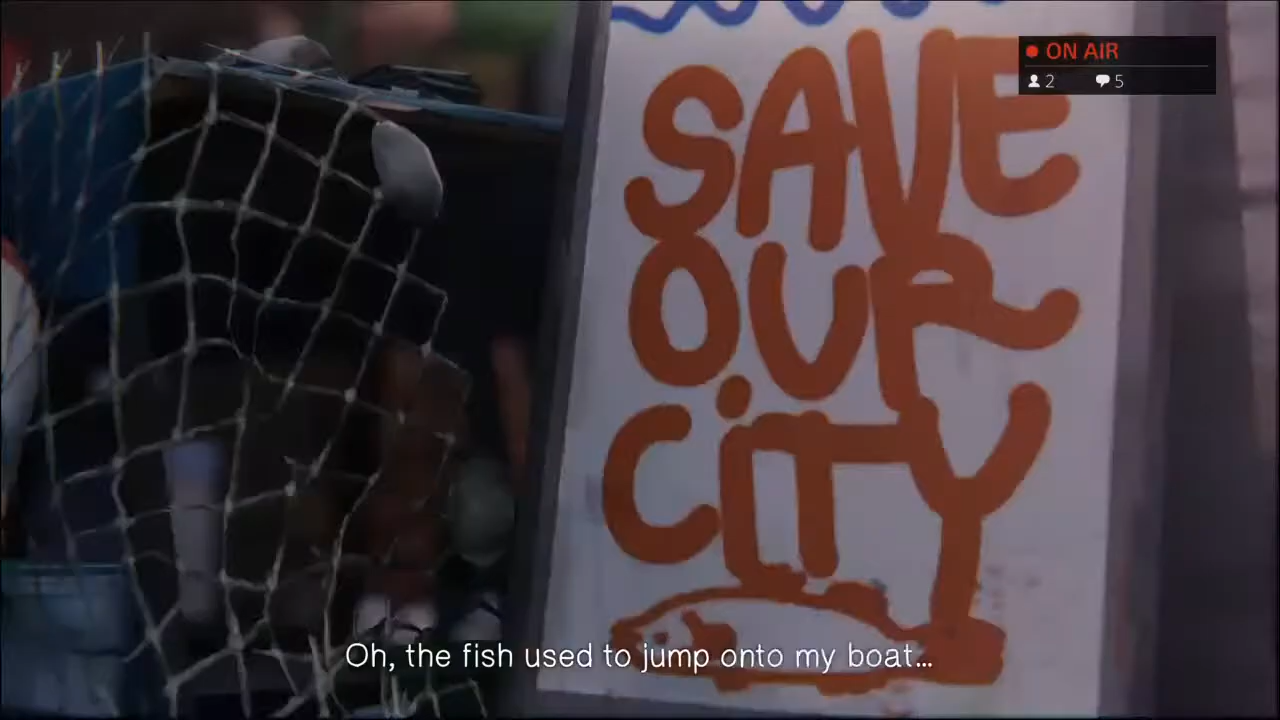 SAVE
OUR
CiTY
ON AIR
2 5
Oh, the fish used to jump onto my boat...